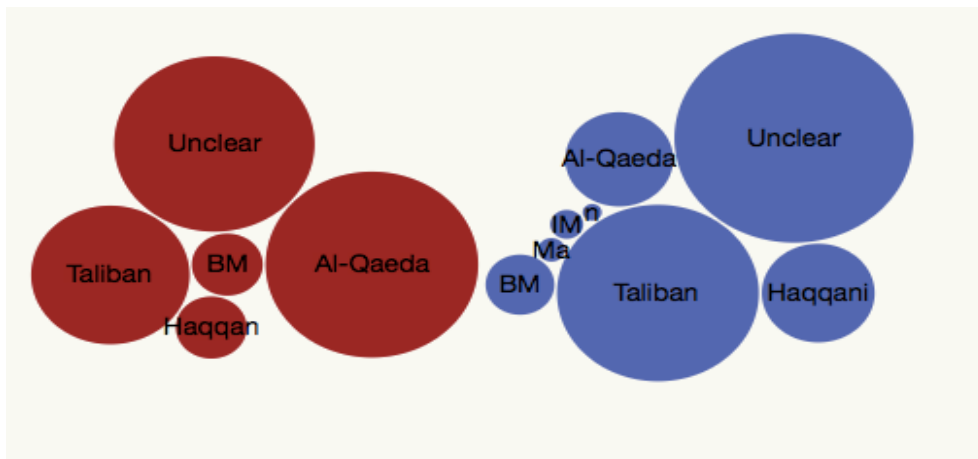 Unclear
Taliban
BM
Al-Qaeda
Haqqan
Unclear
Al-Qaeda
IM
n
Ma
BM
Taliban
Haqqani